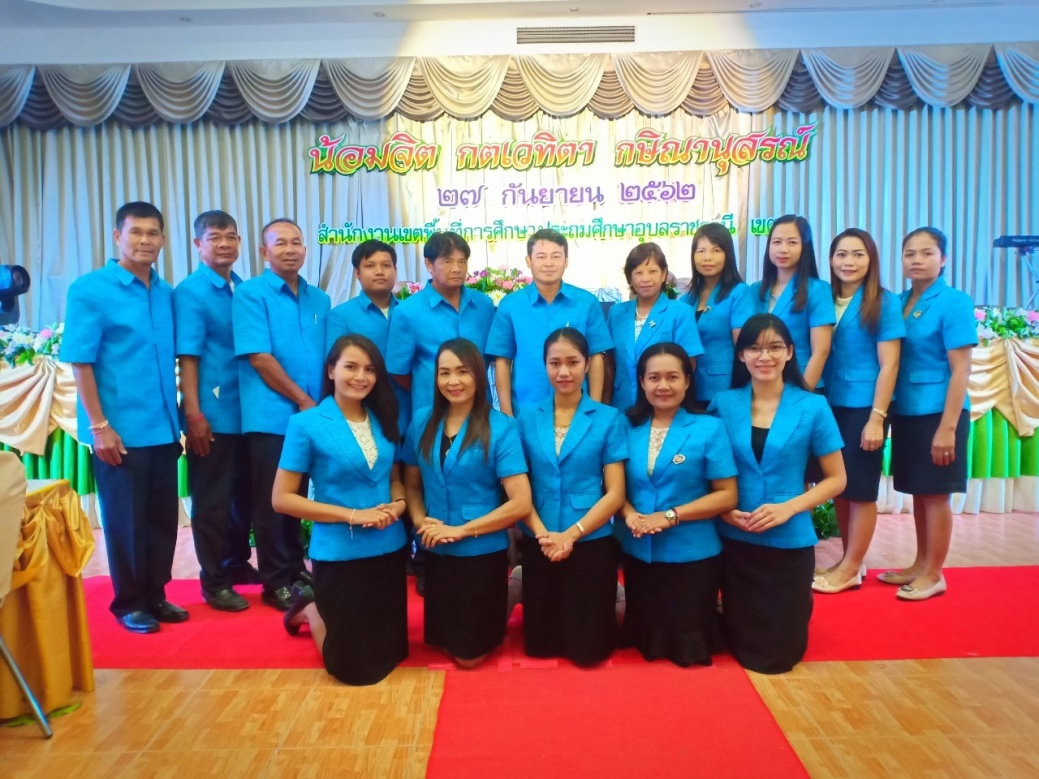 น้อมจิต กตเวทิตา กษิณานุสรณ์
๒๗ กันยายน ๒๕๖๒
สำนักงานเขตพื้นที่การศึกษาประถมศึกษาอุบลราชธานี เขต